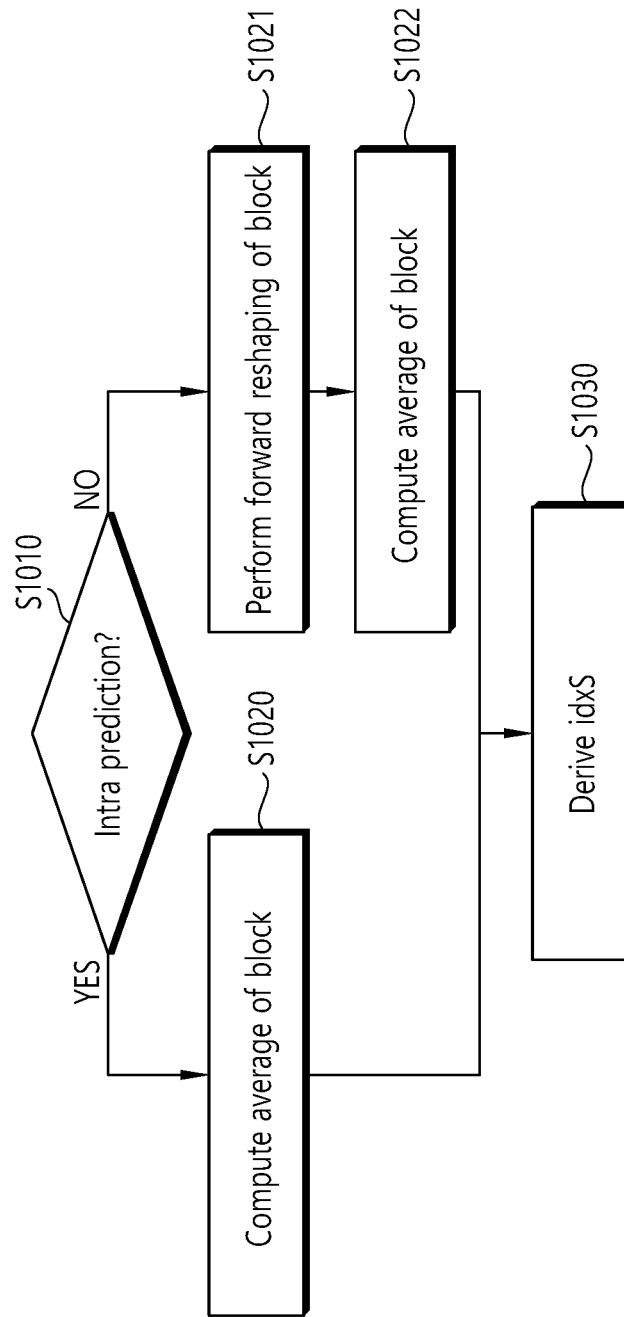 S1010
Intra prediction?
YES
NO
S1020
Compute average of block
S1021
Perform forward reshaping of block
S1022
Compute average of block
S1030
Derive idxS